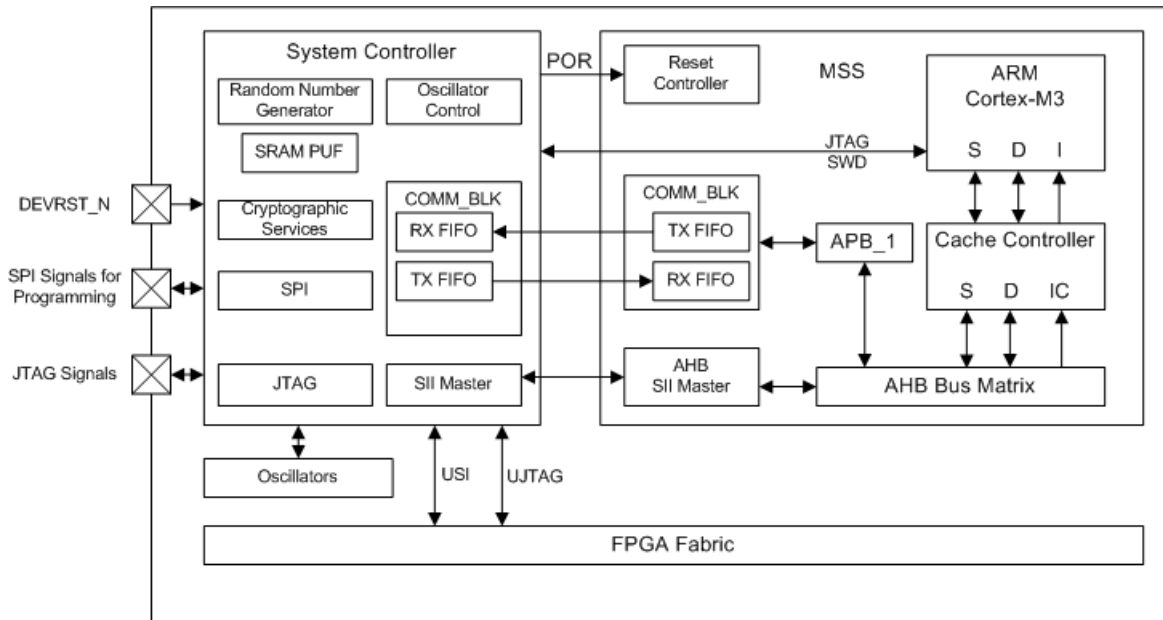 System Controller
POR
Reset
Controller
MSS
ARM
Cortex-M3
S D I
Random Number
Generator
Oscillator
Control
SRAM PUF
JTAG
SWD
DEVRST_N
Cryptographic
Services
COMM_BLK
RX FIFO
TX FIFO
COMM_BLK
TX FIFO
RX FIFO
APB_1
Cache Controller
S D IC
SPI Signals for
Programming
SPI
JTAG Signals
JTAG
SII Master
AHB
SII Master
AHB Bus Matrix
Oscillators
USI
UJTAG
FPGA Fabric